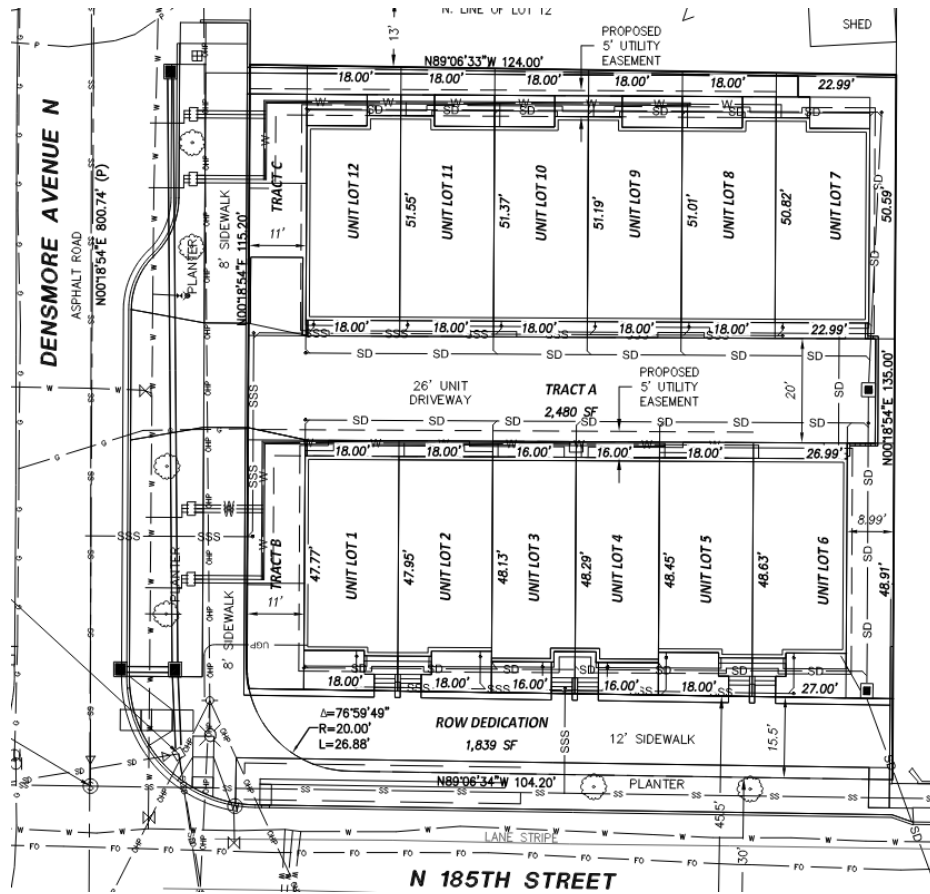 N. LINE OF LOT 12
SHED
13'
PROPOSED
5' UTILITY
EASEMENT
N89°06'33"W 124.00'
18.00'
18.00'
18.00'
18.00'
18.00'
22.99'
DENSMORE AVENUE N
ASPHALT ROAD
N00°18'54"E 800.74' (P)
PLANTER
8' SIDEWALK
N00°18'54"E 115.20'
TRACT C
11'
UNIT LOT 12
51.55'
UNIT LOT 11
51.37'
UNIT LOT 10
51.19'
UNIT LOT 9
51.01'
UNIT LOT 8
50.82'
UNIT LOT 7
50.59'
18.00'
18.00'
18.00'
18.00'
18.00'
22.99'
26' UNIT
DRIVEWAY
TRACT A
2,480 SF
PROPOSED
5' UTILITY
EASEMENT
20'
N00°18'54"E 135.00'
18.00'
18.00'
16.00'
16.00'
18.00'
26.99'
PLANTER
8' SIDEWALK
TRACT B
11'
47.77'
UNIT LOT 1
47.95'
UNIT LOT 2
48.13'
UNIT LOT 3
48.29'
UNIT LOT 4
48.45'
UNIT LOT 5
48.63'
UNIT LOT 6
8.99'
48.91'
UGP
18.00'
18.00'
16.00'
16.00'
18.00'
27.00'
Δ=76°59'49"
R=20.00'
L=26.88'
ROW DEDICATION
1,839 SF
12' SIDEWALK
15.5'
N89°06'34"W 104.20'
PLANTER
45.5'
LANE STRIPE
30'
N 185TH STREET